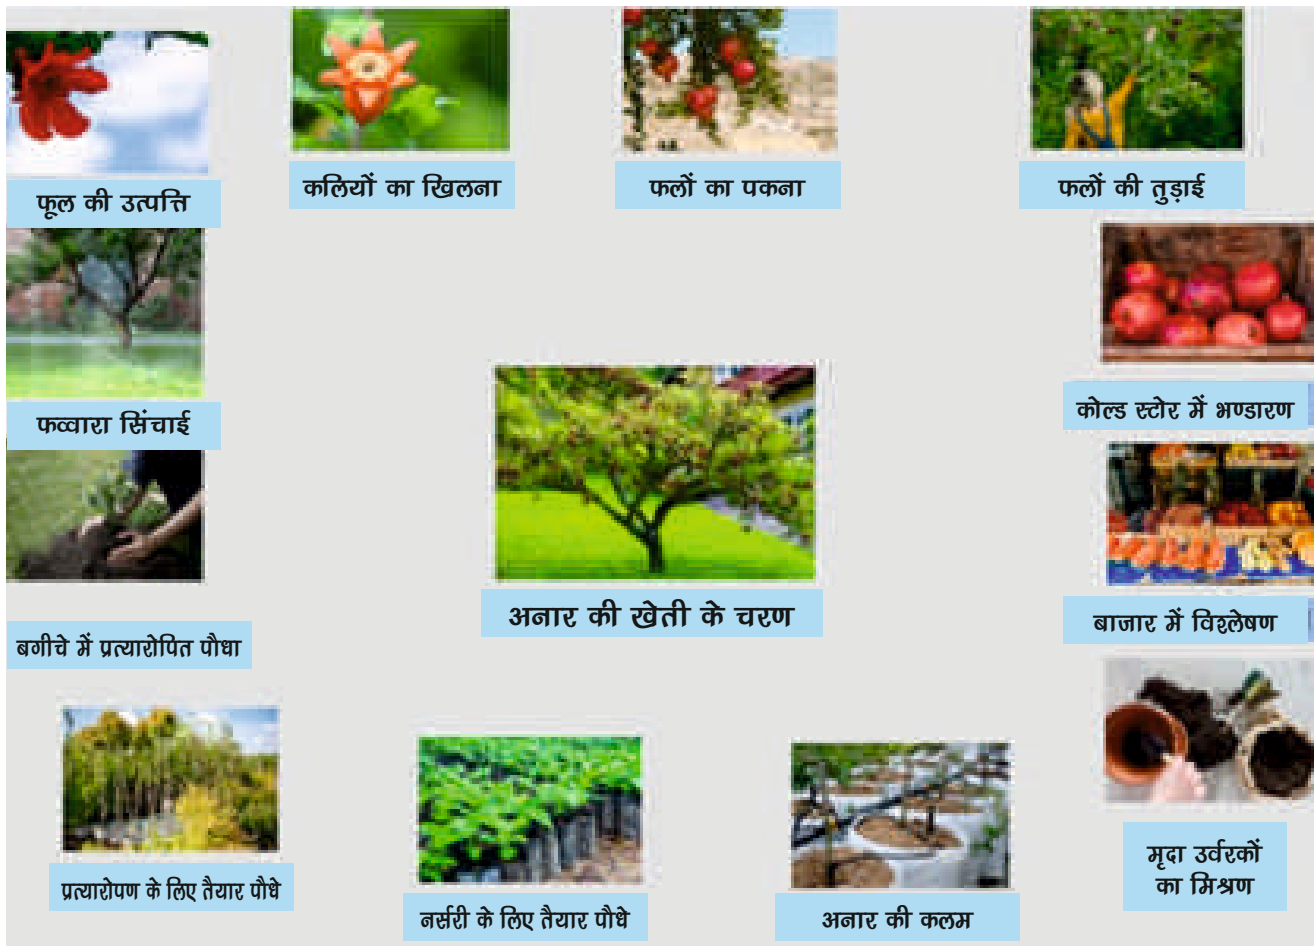 फूल की उत्पत्ति
कलियों का खिलना
फलों का पकना
फलों की तुड़ाई
फव्वारा सिंचाई
कोल्ड स्टोर में भण्डारण
अनार की खेती के चरण
बाजार में विश्लेषण
बगीचे में प्रत्यारोपित पौधा
प्रत्यारोपण के लिए तैयार पौधे
नर्सरी के लिए तैयार पौधे
अनार की कलम
मृदा उर्वरकों
का मिश्रण